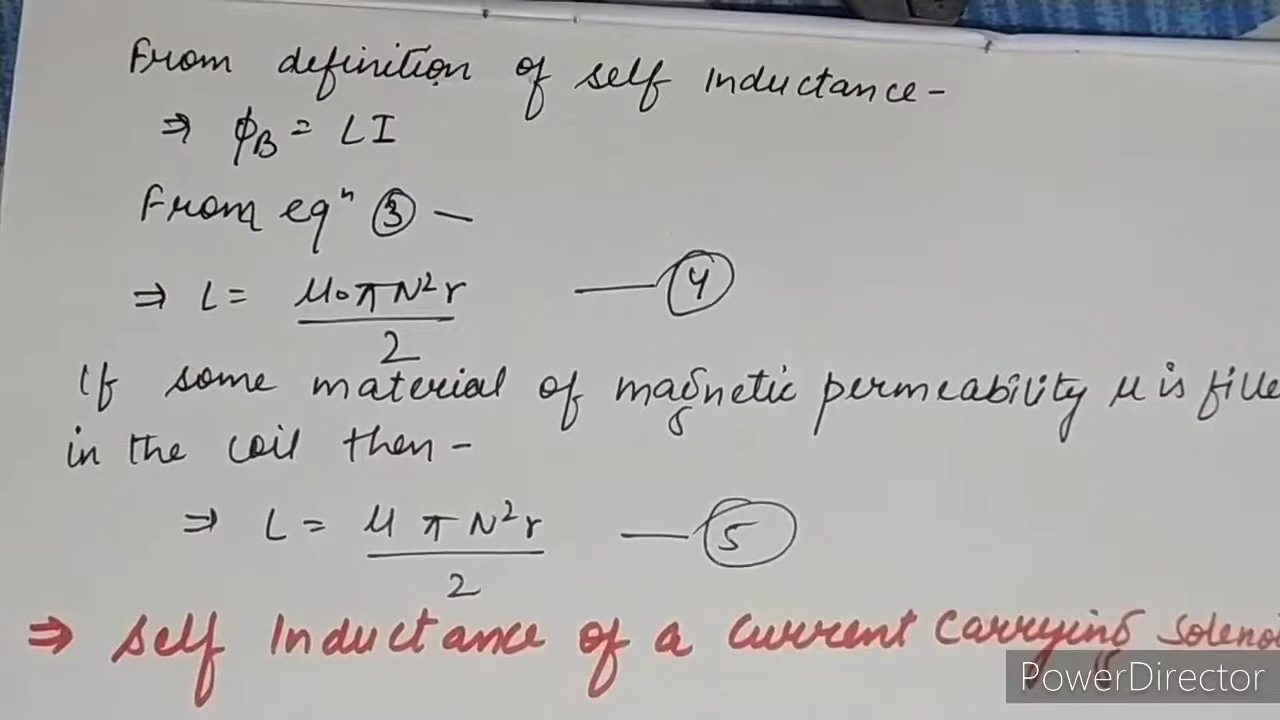 From definition of self Inductance-
⇒ ϕB = LI
From eqⁿ ③ —
⇒ L = μ₀πN²r / 2 —④
If some material of magnetic permeability μ is fille
in the coil then -
⇒ L = μπN²r / 2 —⑤
⇒ Self Inductance of a current carrying Soleno
PowerDirector